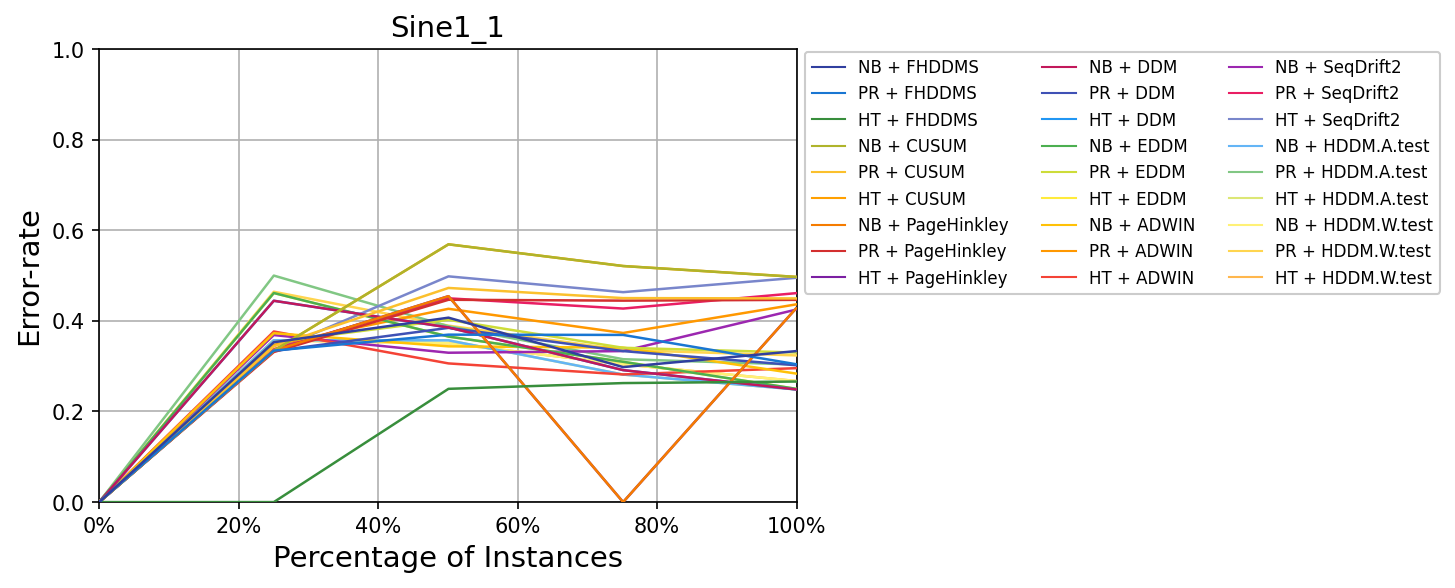 Sine1_1
Error-rate
1.0
0.8
0.6
0.4
0.2
0.0
0%
20%
40%
60%
80%
100%
Percentage of Instances
NB + FHDDMS
PR + FHDDMS
HT + FHDDMS
NB + CUSUM
PR + CUSUM
HT + CUSUM
NB + PageHinkley
PR + PageHinkley
HT + PageHinkley
NB + DDM
PR + DDM
HT + DDM
NB + EDDM
PR + EDDM
HT + EDDM
NB + ADWIN
PR + ADWIN
HT + ADWIN
NB + SeqDrift2
PR + SeqDrift2
HT + SeqDrift2
NB + HDDM.A.test
PR + HDDM.A.test
HT + HDDM.A.test
NB + HDDM.W.test
PR + HDDM.W.test
HT + HDDM.W.test